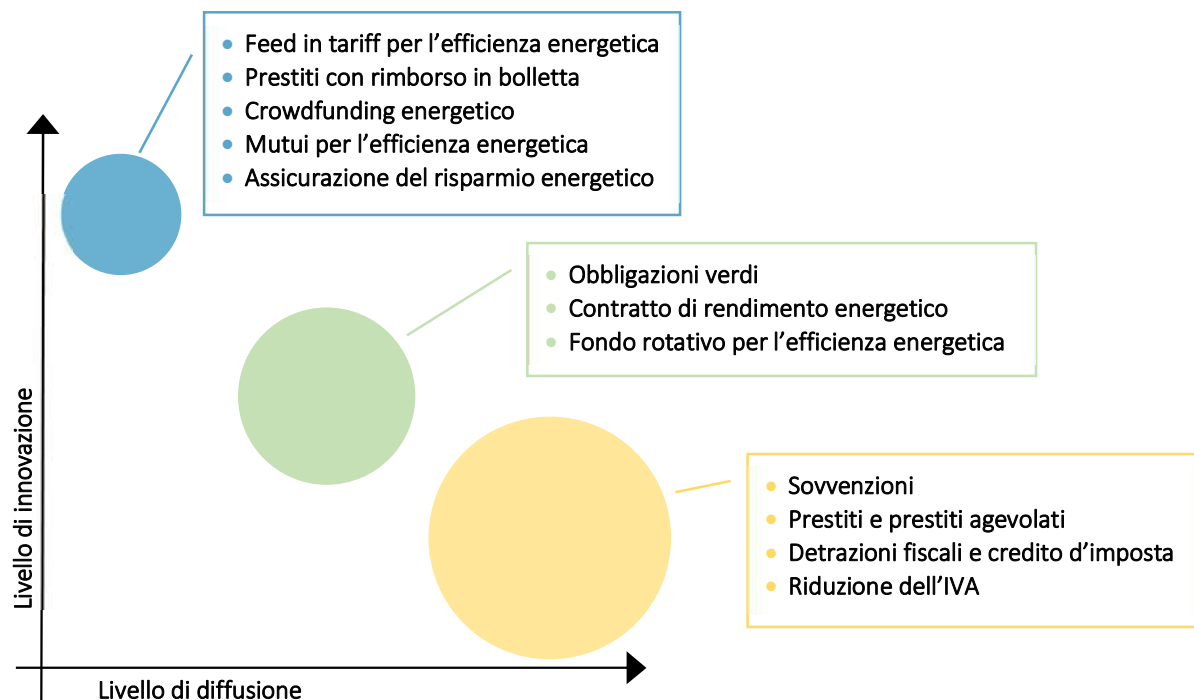 Feed in tariff per l'efficienza energetica
Prestiti con rimborso in bolletta
Crowdfunding energetico
Mutui per l'efficienza energetica
Assicurazione del risparmio energetico
Obbligazioni verdi
Contratto di rendimento energetico
Fondo rotativo per l'efficienza energetica
Sovvenzioni
Prestiti e prestiti agevolati
Detrazioni fiscali e credito d'imposta
Riduzione dell'IVA
Livello di innovazione
Livello di diffusione